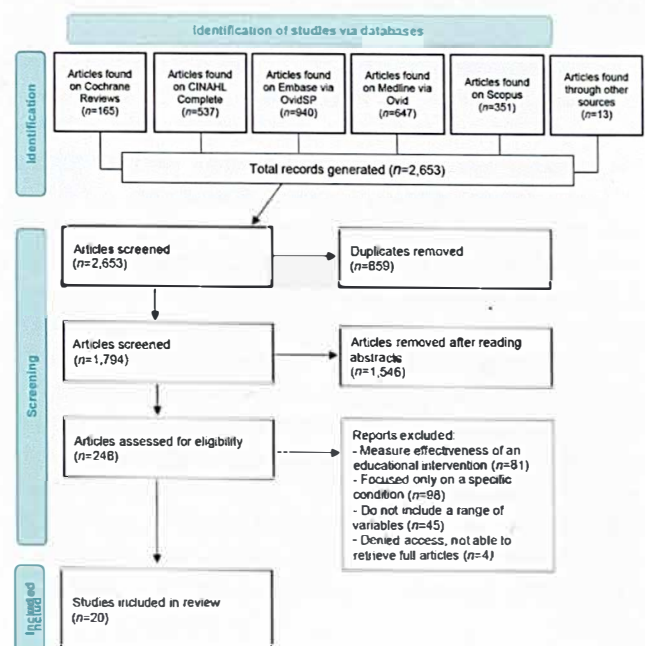 Identification of studies via databases
Identification
Articles found
on Cochrane
Reviews
(n=165)
Articles found
on CINAHL
Complete
(n=537)
Articles found
on Embase via
OvidSP
(n=940)
Articles found
on Medline via
Ovid
(n=647)
Articles found
on Scopus
(n=351)
Articles found
through other
sources
(n=13)
Total records generated (n=2,653)
Screening
Articles screened
(n=2,653)
Duplicates removed
(n=859)
Articles screened
(n=1,794)
Articles removed after reading
abstracts
(n=1,546)
Articles assessed for eligibility
(n=248)
Reports excluded:
- Measure effectiveness of an
educational intervention (n=81)
- Focused only on a specific
condition (n=98)
- Do not include a range of
variables (n=45)
- Denied access, not able to
retrieve full articles (n=4)
Included
Studies included in review
(n=20)